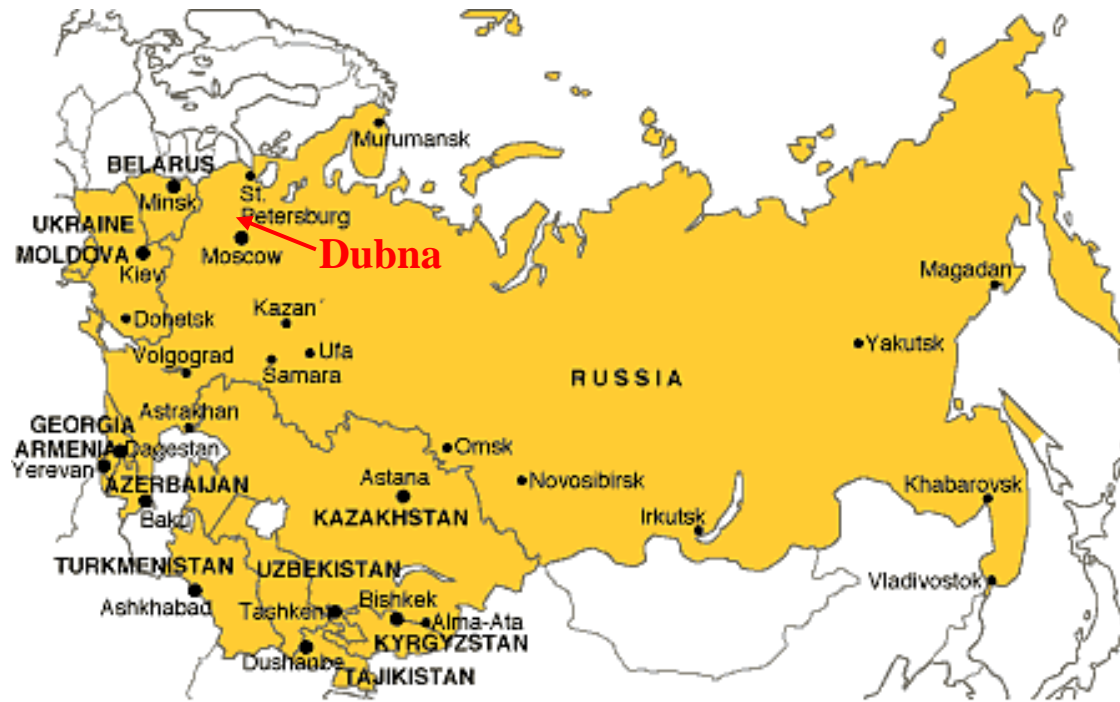 Murumansk
BELARUS
Minsk
St.
Petersburg
UKRAINE
MOLDOVA
Kiev
Moscow
Dubna
Magadan
Donetsk
Kazan´
Yakutsk
Volgograd
Ufa
Samara
RUSSIA
Astrakhan
GEORGIA
ARMENIA
Dagestan
Yerevan
Omsk
AZERBAIJAN
Astana
Novosibirsk
Khabarovsk
Baku
KAZAKHSTAN
Irkutsk
TURKMENISTAN
UZBEKISTAN
Vladivostok
Ashkhabad
Tashkent
Bishkek
Alma-Ata
KYRGYZSTAN
Dushanbe
TAJIKISTAN